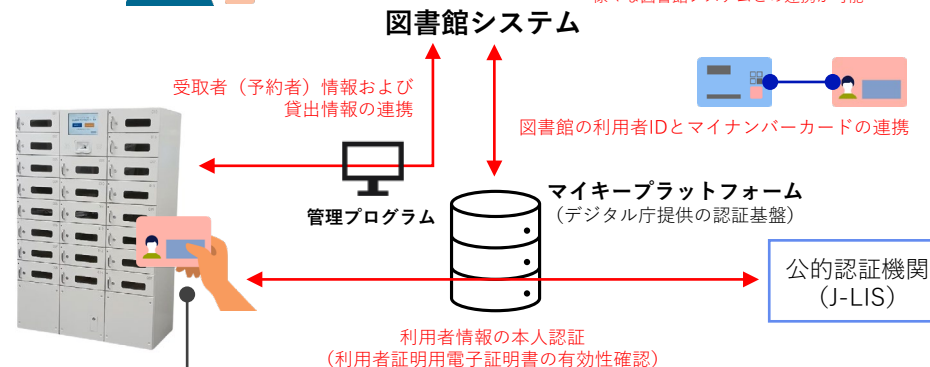 図書館システム
受取者（予約者）情報および
貸出情報の連携
図書館の利用者IDとマイナンバーカードの連携
管理プログラム
マイキープラットフォーム
（デジタル庁提供の認証基盤）
公的認証機関
（J-LIS）
利用者情報の本人認証
（利用者証明用電子証明書の有効性確認）